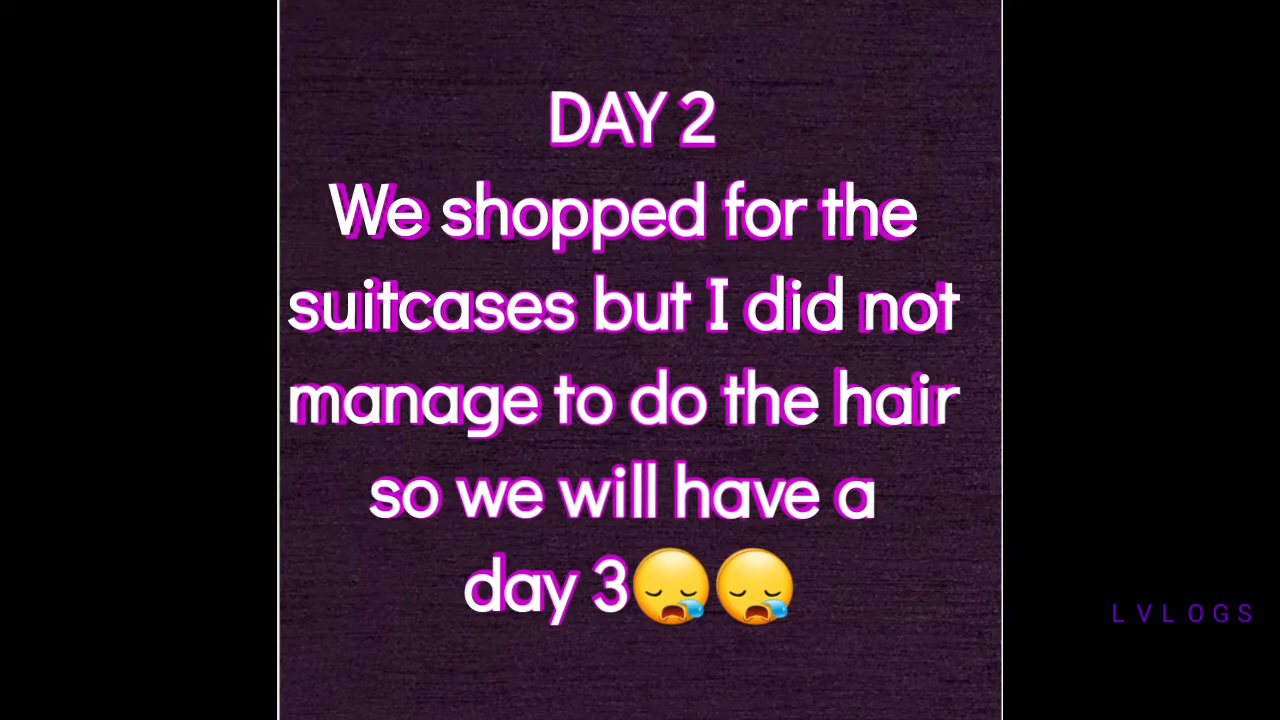 DAY 2
We shopped for the
suitcases but I did not
manage to do the hair
so we will have a
day 3😪😪
L V L O G S